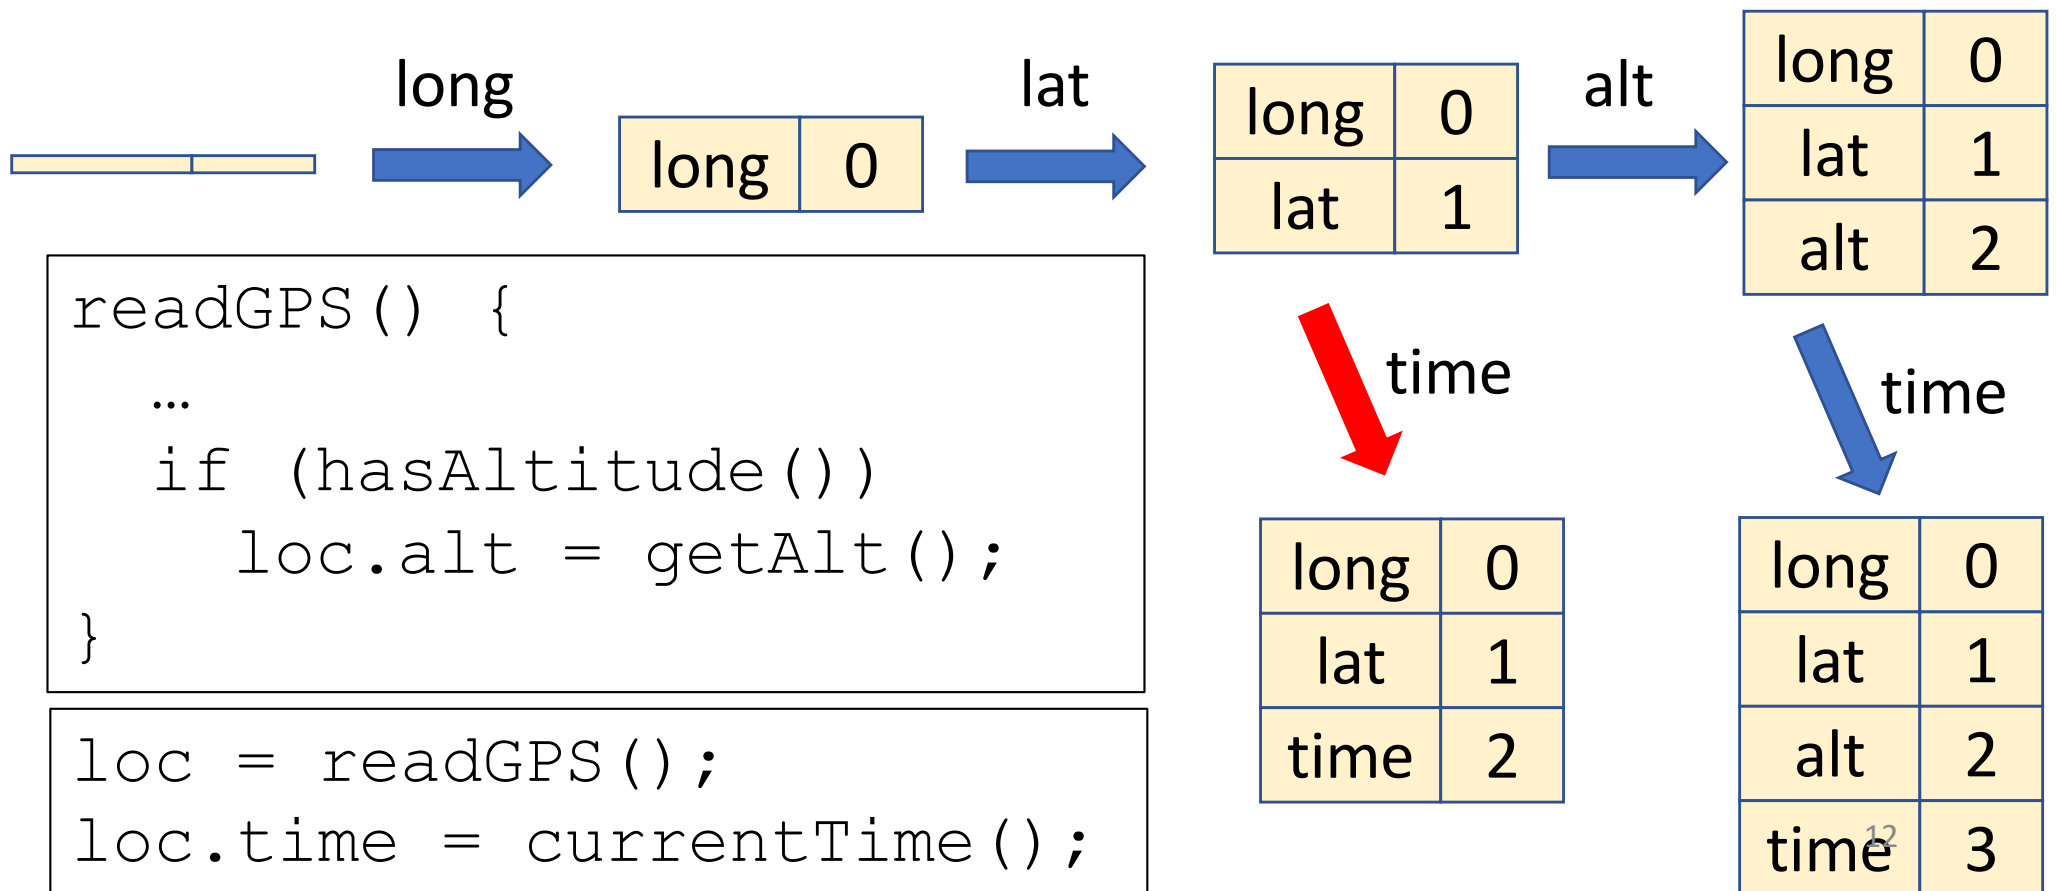 long
lat
alt
long 0
long 0
lat 1
long 0
lat 1
alt 2
readGPS() {
…
if (hasAltitude())
loc.alt = getAlt();
}
loc = readGPS();
loc.time = currentTime();
time
time
long 0
lat 1
time 2
long 0
lat 1
alt 2
time 3
12